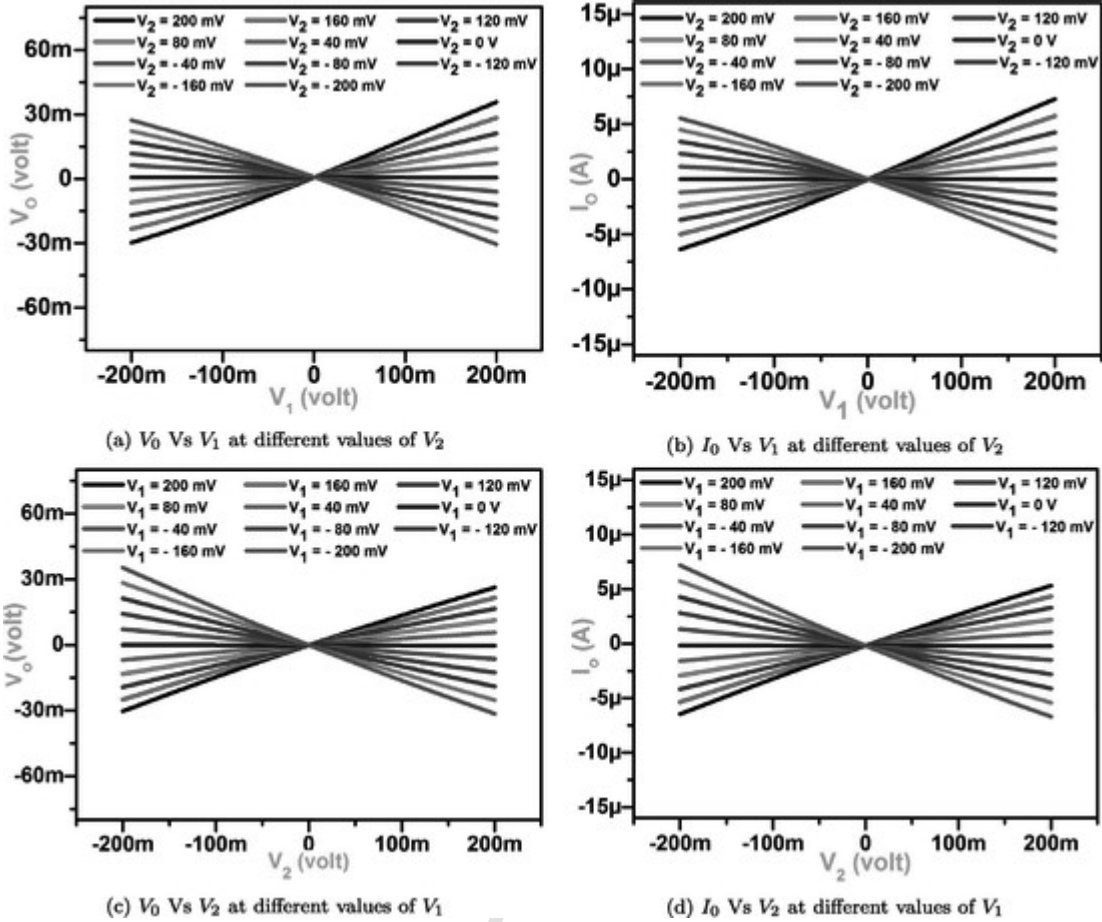 V2 = 200 mV V2 = 160 mV V2 = 120 mV
V2 = 80 mV V2 = 40 mV V2 = 0 V
V2 = - 40 mV V2 = - 80 mV V2 = - 120 mV
V2 = - 160 mV V2 = - 200 mV
60m
30m
0
-30m
-60m
Vo (volt)
-200m -100m 0 100m 200m
V1 (volt)
(a) V0 Vs V1 at different values of V2
V2 = 200 mV V2 = 160 mV V2 = 120 mV
V2 = 80 mV V2 = 40 mV V2 = 0 V
V2 = - 40 mV V2 = - 80 mV V2 = - 120 mV
V2 = - 160 mV V2 = - 200 mV
15µ
10µ
5µ
0
-5µ
-10µ
-15µ
Io (A)
-200m -100m 0 100m 200m
V1 (volt)
(b) I0 Vs V1 at different values of V2
V1 = 200 mV V1 = 160 mV V1 = 120 mV
V1 = 80 mV V1 = 40 mV V1 = 0 V
V1 = - 40 mV V1 = - 80 mV V1 = - 120 mV
V1 = - 160 mV V1 = - 200 mV
60m
30m
0
-30m
-60m
Vo (volt)
-200m -100m 0 100m 200m
V2 (volt)
(c) V0 Vs V2 at different values of V1
V1 = 200 mV V1 = 160 mV V1 = 120 mV
V1 = 80 mV V1 = 40 mV V1 = 0 V
V1 = - 40 mV V1 = - 80 mV V1 = - 120 mV
V1 = - 160 mV V1 = - 200 mV
15µ
10µ
5µ
0
-5µ
-10µ
-15µ
Io (A)
-200m -100m 0 100m 200m
V2 (volt)
(d) I0 Vs V2 at different values of V1